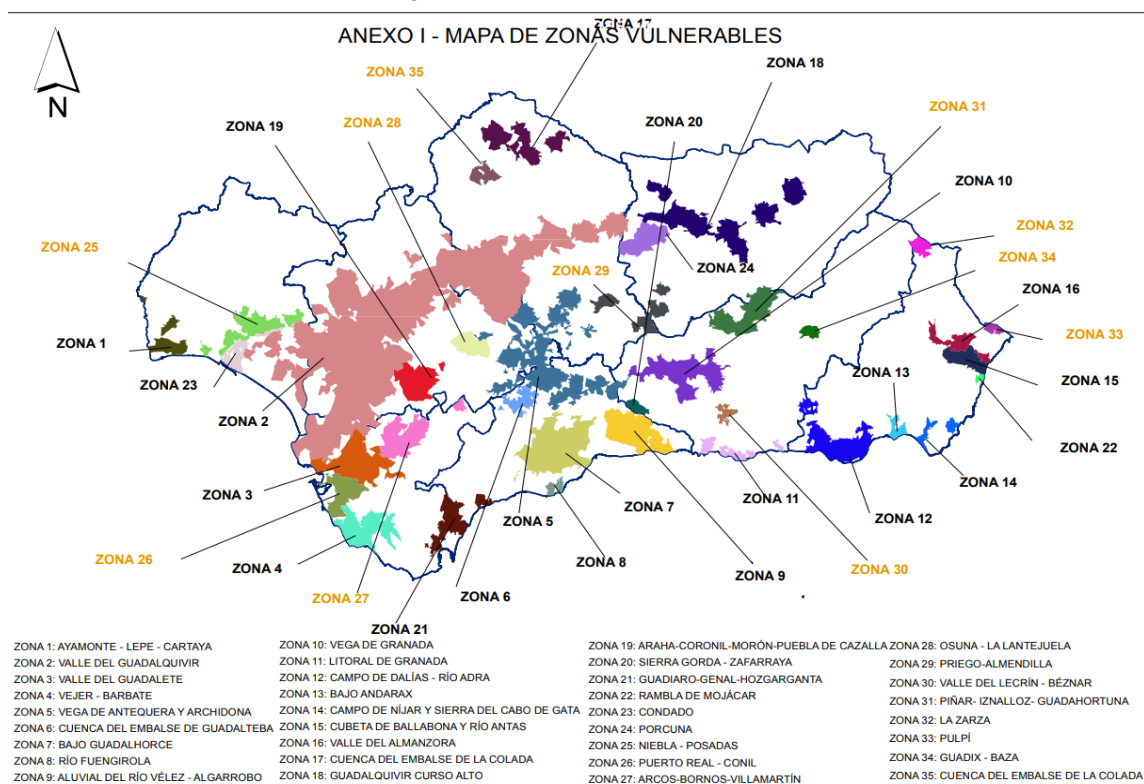 ZONA 17
ANEXO I - MAPA DE ZONAS VULNERABLES
N
ZONA 35
ZONA 18
ZONA 31
ZONA 19
ZONA 28
ZONA 20
ZONA 10
ZONA 25
ZONA 32
ZONA 29
ZONA 24
ZONA 34
ZONA 16
ZONA 1
ZONA 33
ZONA 23
ZONA 13
ZONA 15
ZONA 2
ZONA 22
ZONA 3
ZONA 14
ZONA 11
ZONA 7
ZONA 5
ZONA 12
ZONA 26
ZONA 4
ZONA 8
ZONA 9
ZONA 30
ZONA 27
ZONA 6
ZONA 21
ZONA 1: AYAMONTE - LEPE - CARTAYA
ZONA 2: VALLE DEL GUADALQUIVIR
ZONA 3: VALLE DEL GUADALETE
ZONA 4: VEJER - BARBATE
ZONA 5: VEGA DE ANTEQUERA Y ARCHIDONA
ZONA 6: CUENCA DEL EMBALSE DE GUADALTEBA
ZONA 7: BAJO GUADALHORCE
ZONA 8: RÍO FUENGIROLA
ZONA 9: ALUVIAL DEL RÍO VÉLEZ - ALGARROBO
ZONA 10: VEGA DE GRANADA
ZONA 11: LITORAL DE GRANADA
ZONA 12: CAMPO DE DALÍAS - RÍO ADRA
ZONA 13: BAJO ANDARAX
ZONA 14: CAMPO DE NÍJAR Y SIERRA DEL CABO DE GATA
ZONA 15: CUBETA DE BALLABONA Y RÍO ANTAS
ZONA 16: VALLE DEL ALMANZORA
ZONA 17: CUENCA DEL EMBALSE DE LA COLADA
ZONA 18: GUADALQUIVIR CURSO ALTO
ZONA 19: ARAHA-CORONIL-MORÓN-PUEBLA DE CAZALLA
ZONA 20: SIERRA GORDA - ZAFARRAYA
ZONA 21: GUADIARO-GENAL-HOZGARGANTA
ZONA 22: RAMBLA DE MOJÁCAR
ZONA 23: CONDADO
ZONA 24: PORCUNA
ZONA 25: NIEBLA - POSADAS
ZONA 26: PUERTO REAL - CONIL
ZONA 27: ARCOS-BORNOS-VILLAMARTÍN
ZONA 28: OSUNA - LA LANTEJUELA
ZONA 29: PRIEGO-ALMENDILLA
ZONA 30: VALLE DEL LECRÍN - BÉZNAR
ZONA 31: PIÑAR- IZNALLOZ- GUADAHORTUNA
ZONA 32: LA ZARZA
ZONA 33: PULPÍ
ZONA 34: GUADIX - BAZA
ZONA 35: CUENCA DEL EMBALSE DE LA COLADA